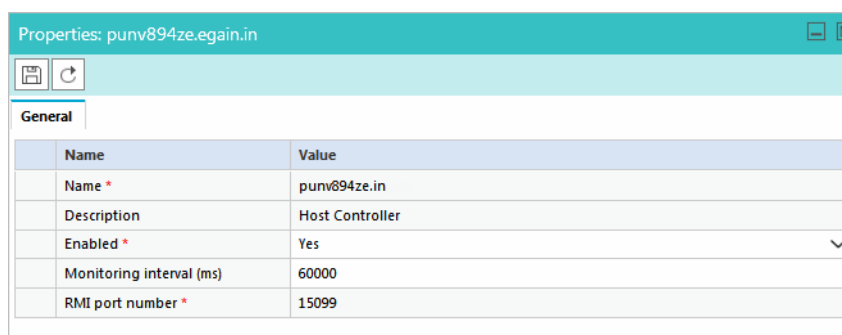 Properties: punv894ze.egain.in
General
Name Value
Name * punv894ze.in
Description Host Controller
Enabled * Yes
Monitoring interval (ms) 60000
RMI port number * 15099